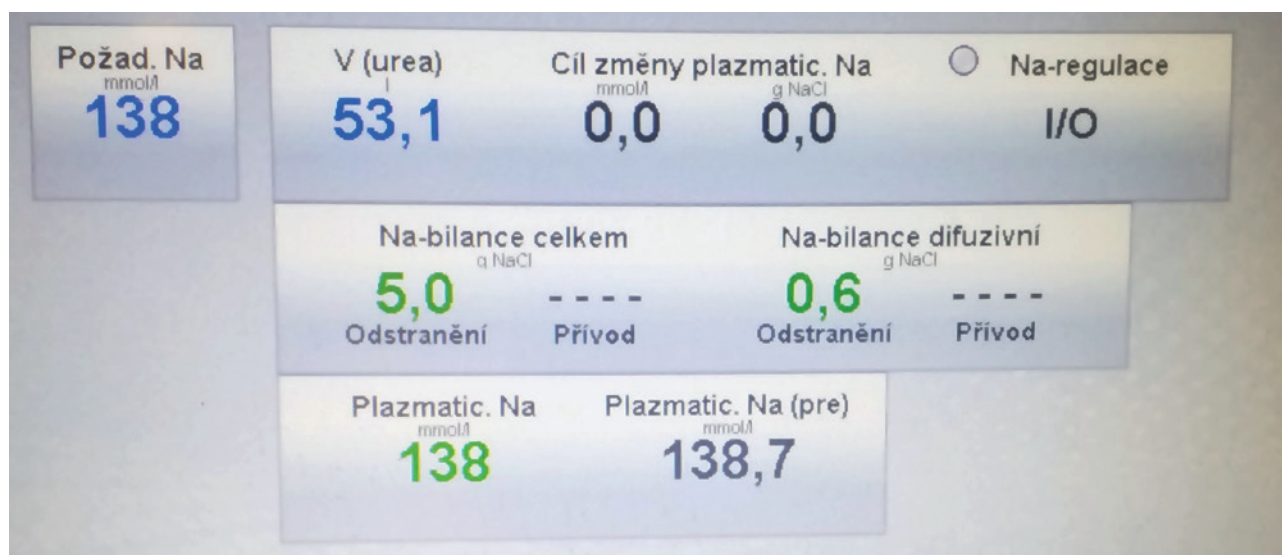 Požad. Na
mmol/l
138
V (urea)
l
53,1
Cíl změny plazmatic. Na
mmol/l g NaCl
0,0 0,0
Na-regulace
I/O
Na-bilance celkem
g NaCl
5,0 - - - -
Odstranění Přívod
Na-bilance difuzivní
g NaCl
0,6 - - - -
Odstranění Přívod
Plazmatic. Na
mmol/l
138
Plazmatic. Na (pre)
mmol/l
138,7